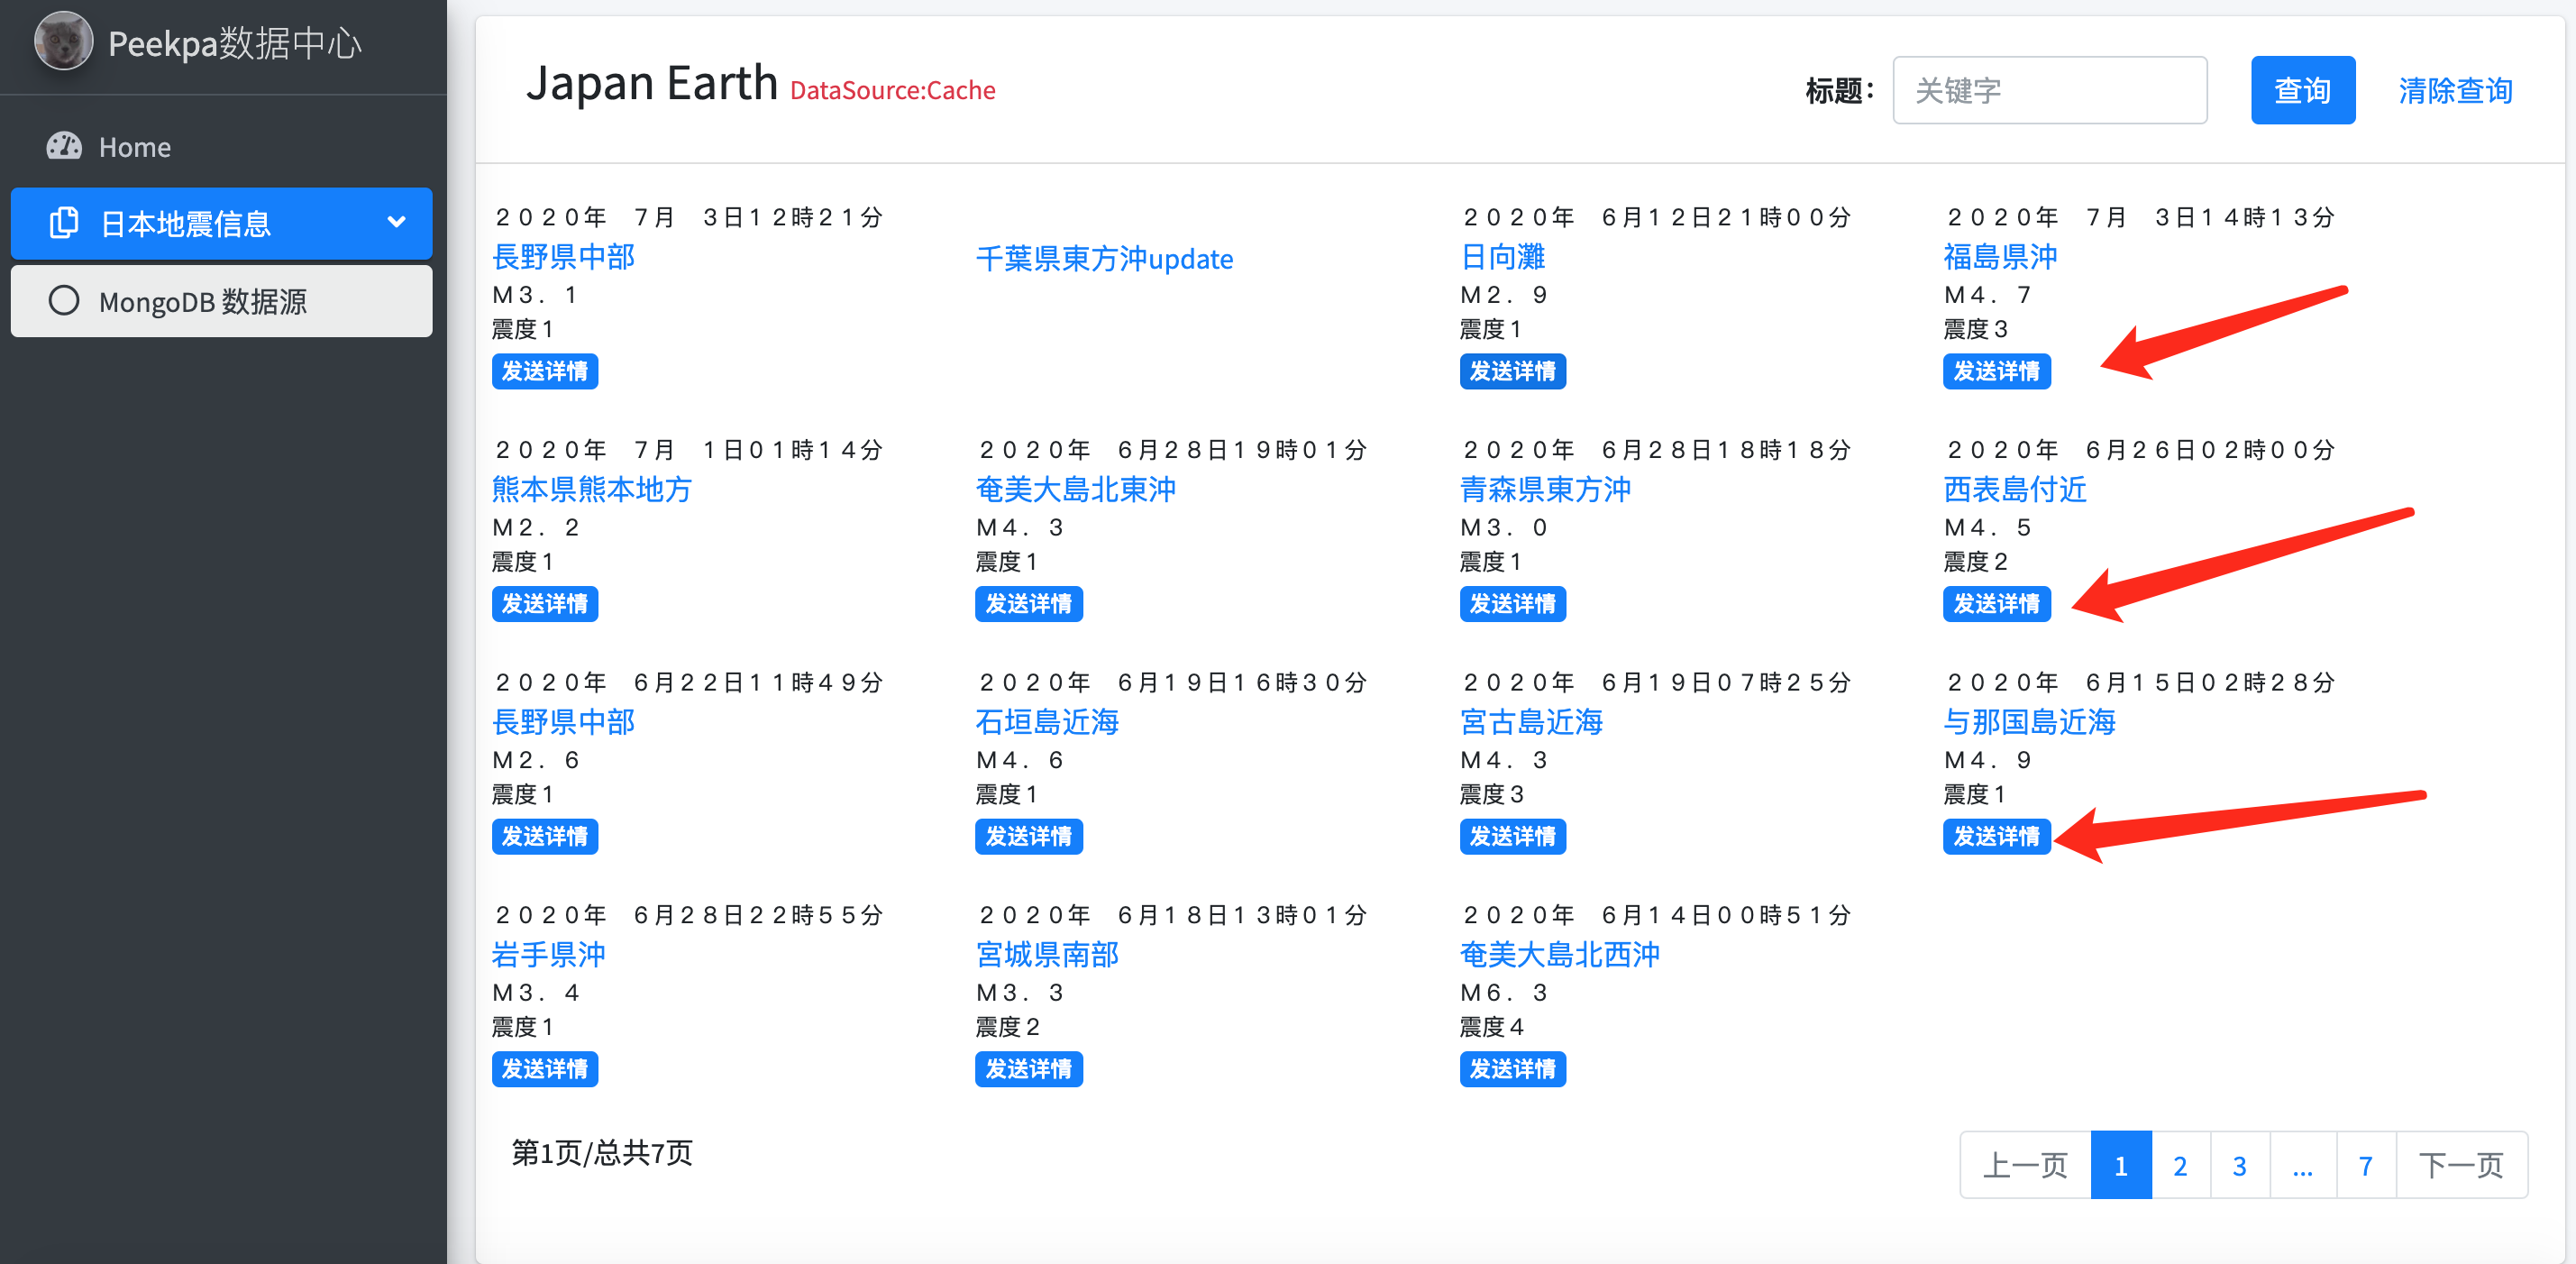 Peekpa数据中心
Home
日本地震信息
MongoDB 数据源
Japan Earth DataSource:Cache
标题：
关键字
查询
清除查询
２０２０年　７月　３日１２時２１分
長野県中部
Ｍ３．１
震度１
发送详情
千葉県東方沖update
２０２０年　６月１２日２１時００分
日向灘
Ｍ２．９
震度１
发送详情
２０２０年　７月　３日１４時１３分
福島県沖
Ｍ４．７
震度３
发送详情
２０２０年　７月　１日０１時１４分
熊本県熊本地方
Ｍ２．２
震度１
发送详情
２０２０年　６月２８日１９時０１分
奄美大島北東沖
Ｍ４．３
震度１
发送详情
２０２０年　６月２８日１８時１８分
青森県東方沖
Ｍ３．０
震度１
发送详情
２０２０年　６月２６日０２時００分
西表島付近
Ｍ４．５
震度２
发送详情
２０２０年　６月２２日１１時４９分
長野県中部
Ｍ２．６
震度１
发送详情
２０２０年　６月１９日１６時３０分
石垣島近海
Ｍ４．６
震度１
发送详情
２０２０年　６月１９日０７時２５分
宮古島近海
Ｍ４．３
震度３
发送详情
２０２０年　６月１５日０２時２８分
与那国島近海
Ｍ４．９
震度１
发送详情
２０２０年　６月２８日２２時５５分
岩手県沖
Ｍ３．４
震度１
发送详情
２０２０年　６月１８日１３時０１分
宮城県南部
Ｍ３．３
震度２
发送详情
２０２０年　６月１４日００時５１分
奄美大島北西沖
Ｍ６．３
震度４
发送详情
第1页/总共7页
上一页 1 2 3 ... 7 下一页